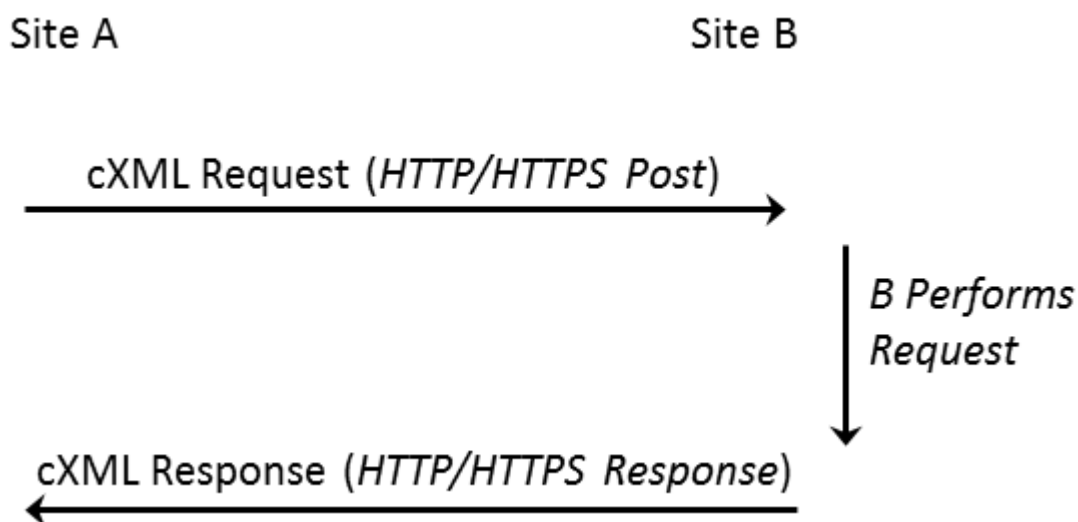 Site A
Site B
cXML Request (HTTP/HTTPS Post)
B Performs
Request
cXML Response (HTTP/HTTPS Response)